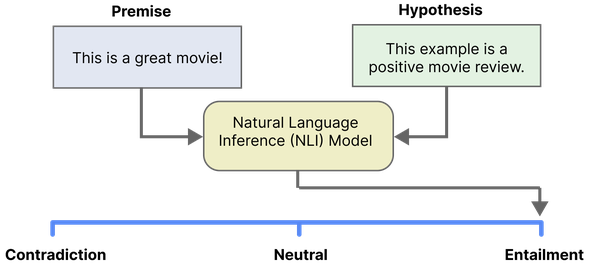 Premise
Hypothesis
This is a great movie!
This example is a
positive movie review.
Natural Language
Inference (NLI) Model
Contradiction
Neutral
Entailment